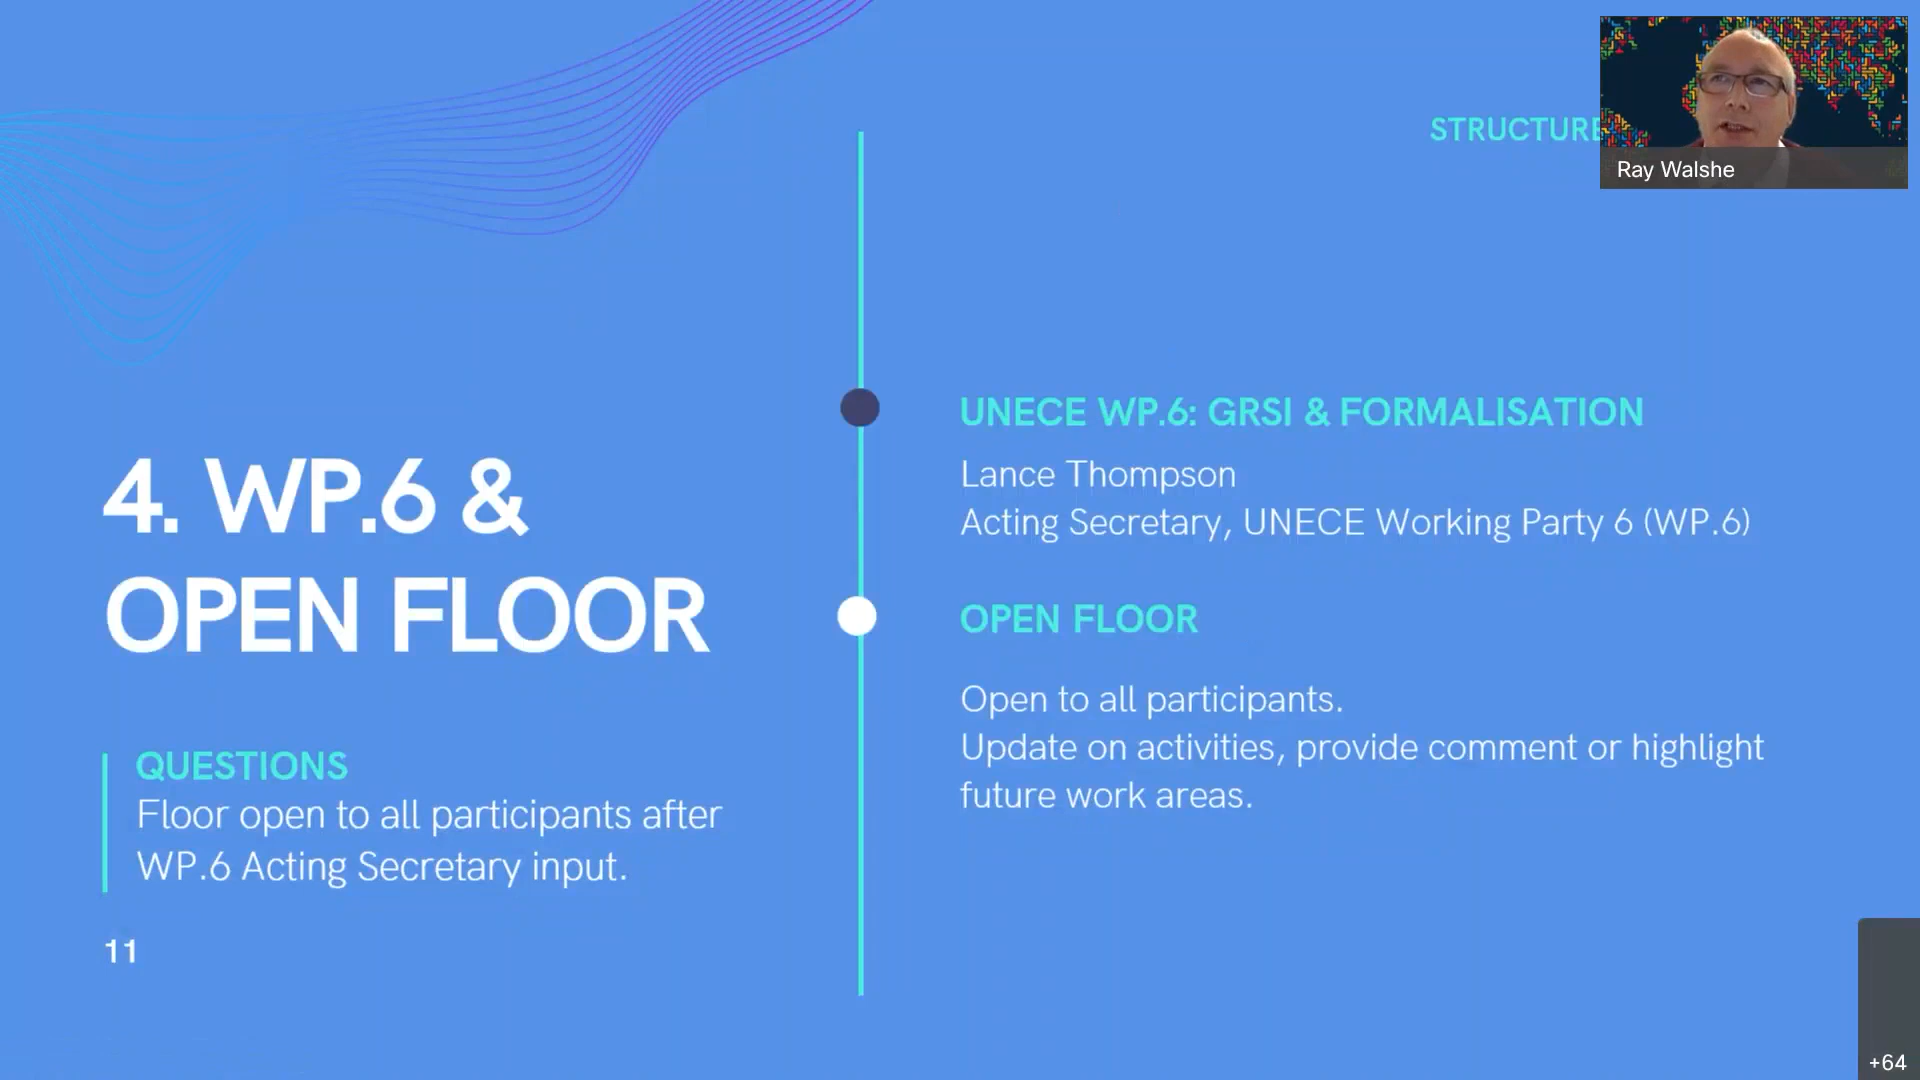 STRUCTURE
Ray Walshe
4. WP.6 &
OPEN FLOOR
QUESTIONS
Floor open to all participants after
WP.6 Acting Secretary input.
11
UNECE WP.6: GRSI & FORMALISATION
Lance Thompson
Acting Secretary, UNECE Working Party 6 (WP.6)
OPEN FLOOR
Open to all participants.
Update on activities, provide comment or highlight
future work areas.
+64